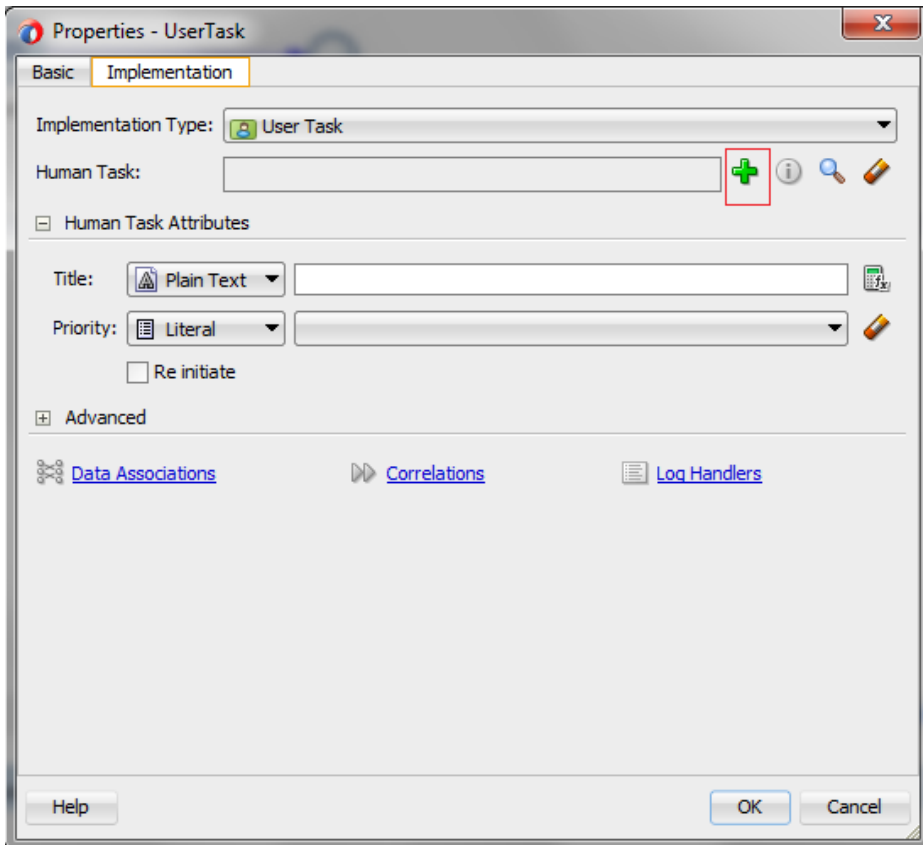 Properties - UserTask
Basic Implementation
Implementation Type: User Task
Human Task:
Human Task Attributes
Title: Plain Text
Priority: Literal
Re initiate
Advanced
Data Associations Correlations Log Handlers
Help OK Cancel